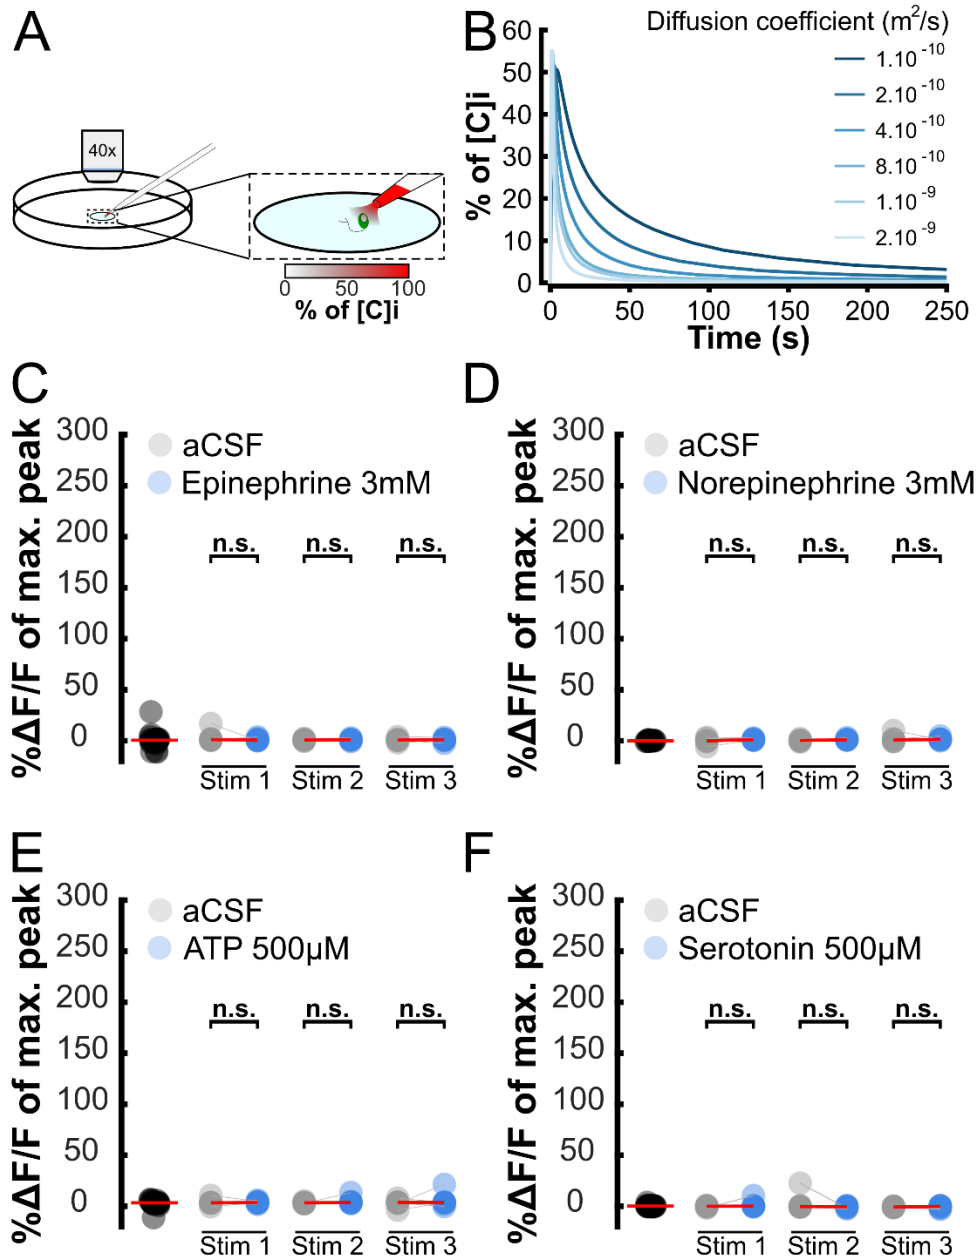 A
40x
0 50 100
% of [C]i
B
Diffusion coefficient (m²/s)
% of [C]i
60
50
40
30
20
10
0
1.10⁻¹⁰
2.10⁻¹⁰
4.10⁻¹⁰
8.10⁻¹⁰
1.10⁻⁹
2.10⁻⁹
0 50 100 150 200 250
Time (s)
C
%ΔF/F of max. peak
300
250
200
150
100
50
0
aCSF
Epinephrine 3mM
n.s. n.s. n.s.
Stim 1 Stim 2 Stim 3
D
%ΔF/F of max. peak
300
250
200
150
100
50
0
aCSF
Norepinephrine 3mM
n.s. n.s. n.s.
Stim 1 Stim 2 Stim 3
E
%ΔF/F of max. peak
300
250
200
150
100
50
0
aCSF
ATP 500µM
n.s. n.s. n.s.
Stim 1 Stim 2 Stim 3
F
%ΔF/F of max. peak
300
250
200
150
100
50
0
aCSF
Serotonin 500µM
n.s. n.s. n.s.
Stim 1 Stim 2 Stim 3